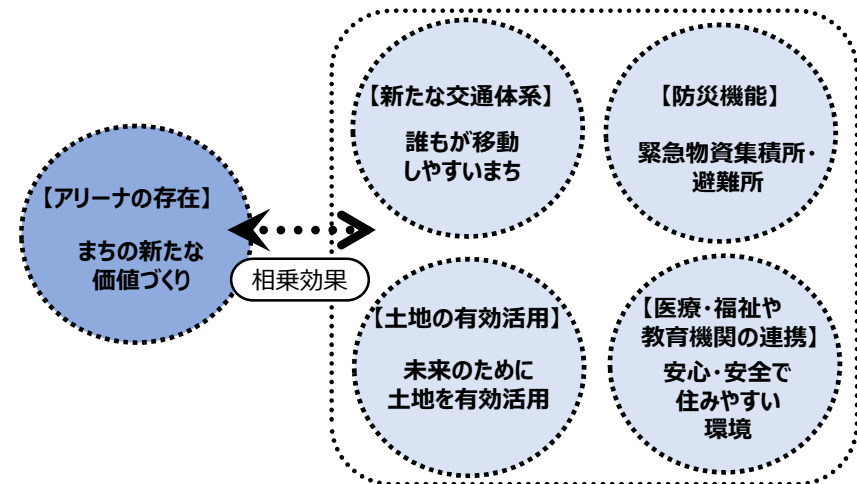 【アリーナの存在】
まちの新たな
価値づくり
相乗効果
【新たな交通体系】
誰もが移動
しやすいまち
【防災機能】
緊急物資集積所・
避難所
【土地の有効活用】
未来のために
土地を有効活用
【医療・福祉や
教育機関の連携】
安心・安全で
住みやすい
環境